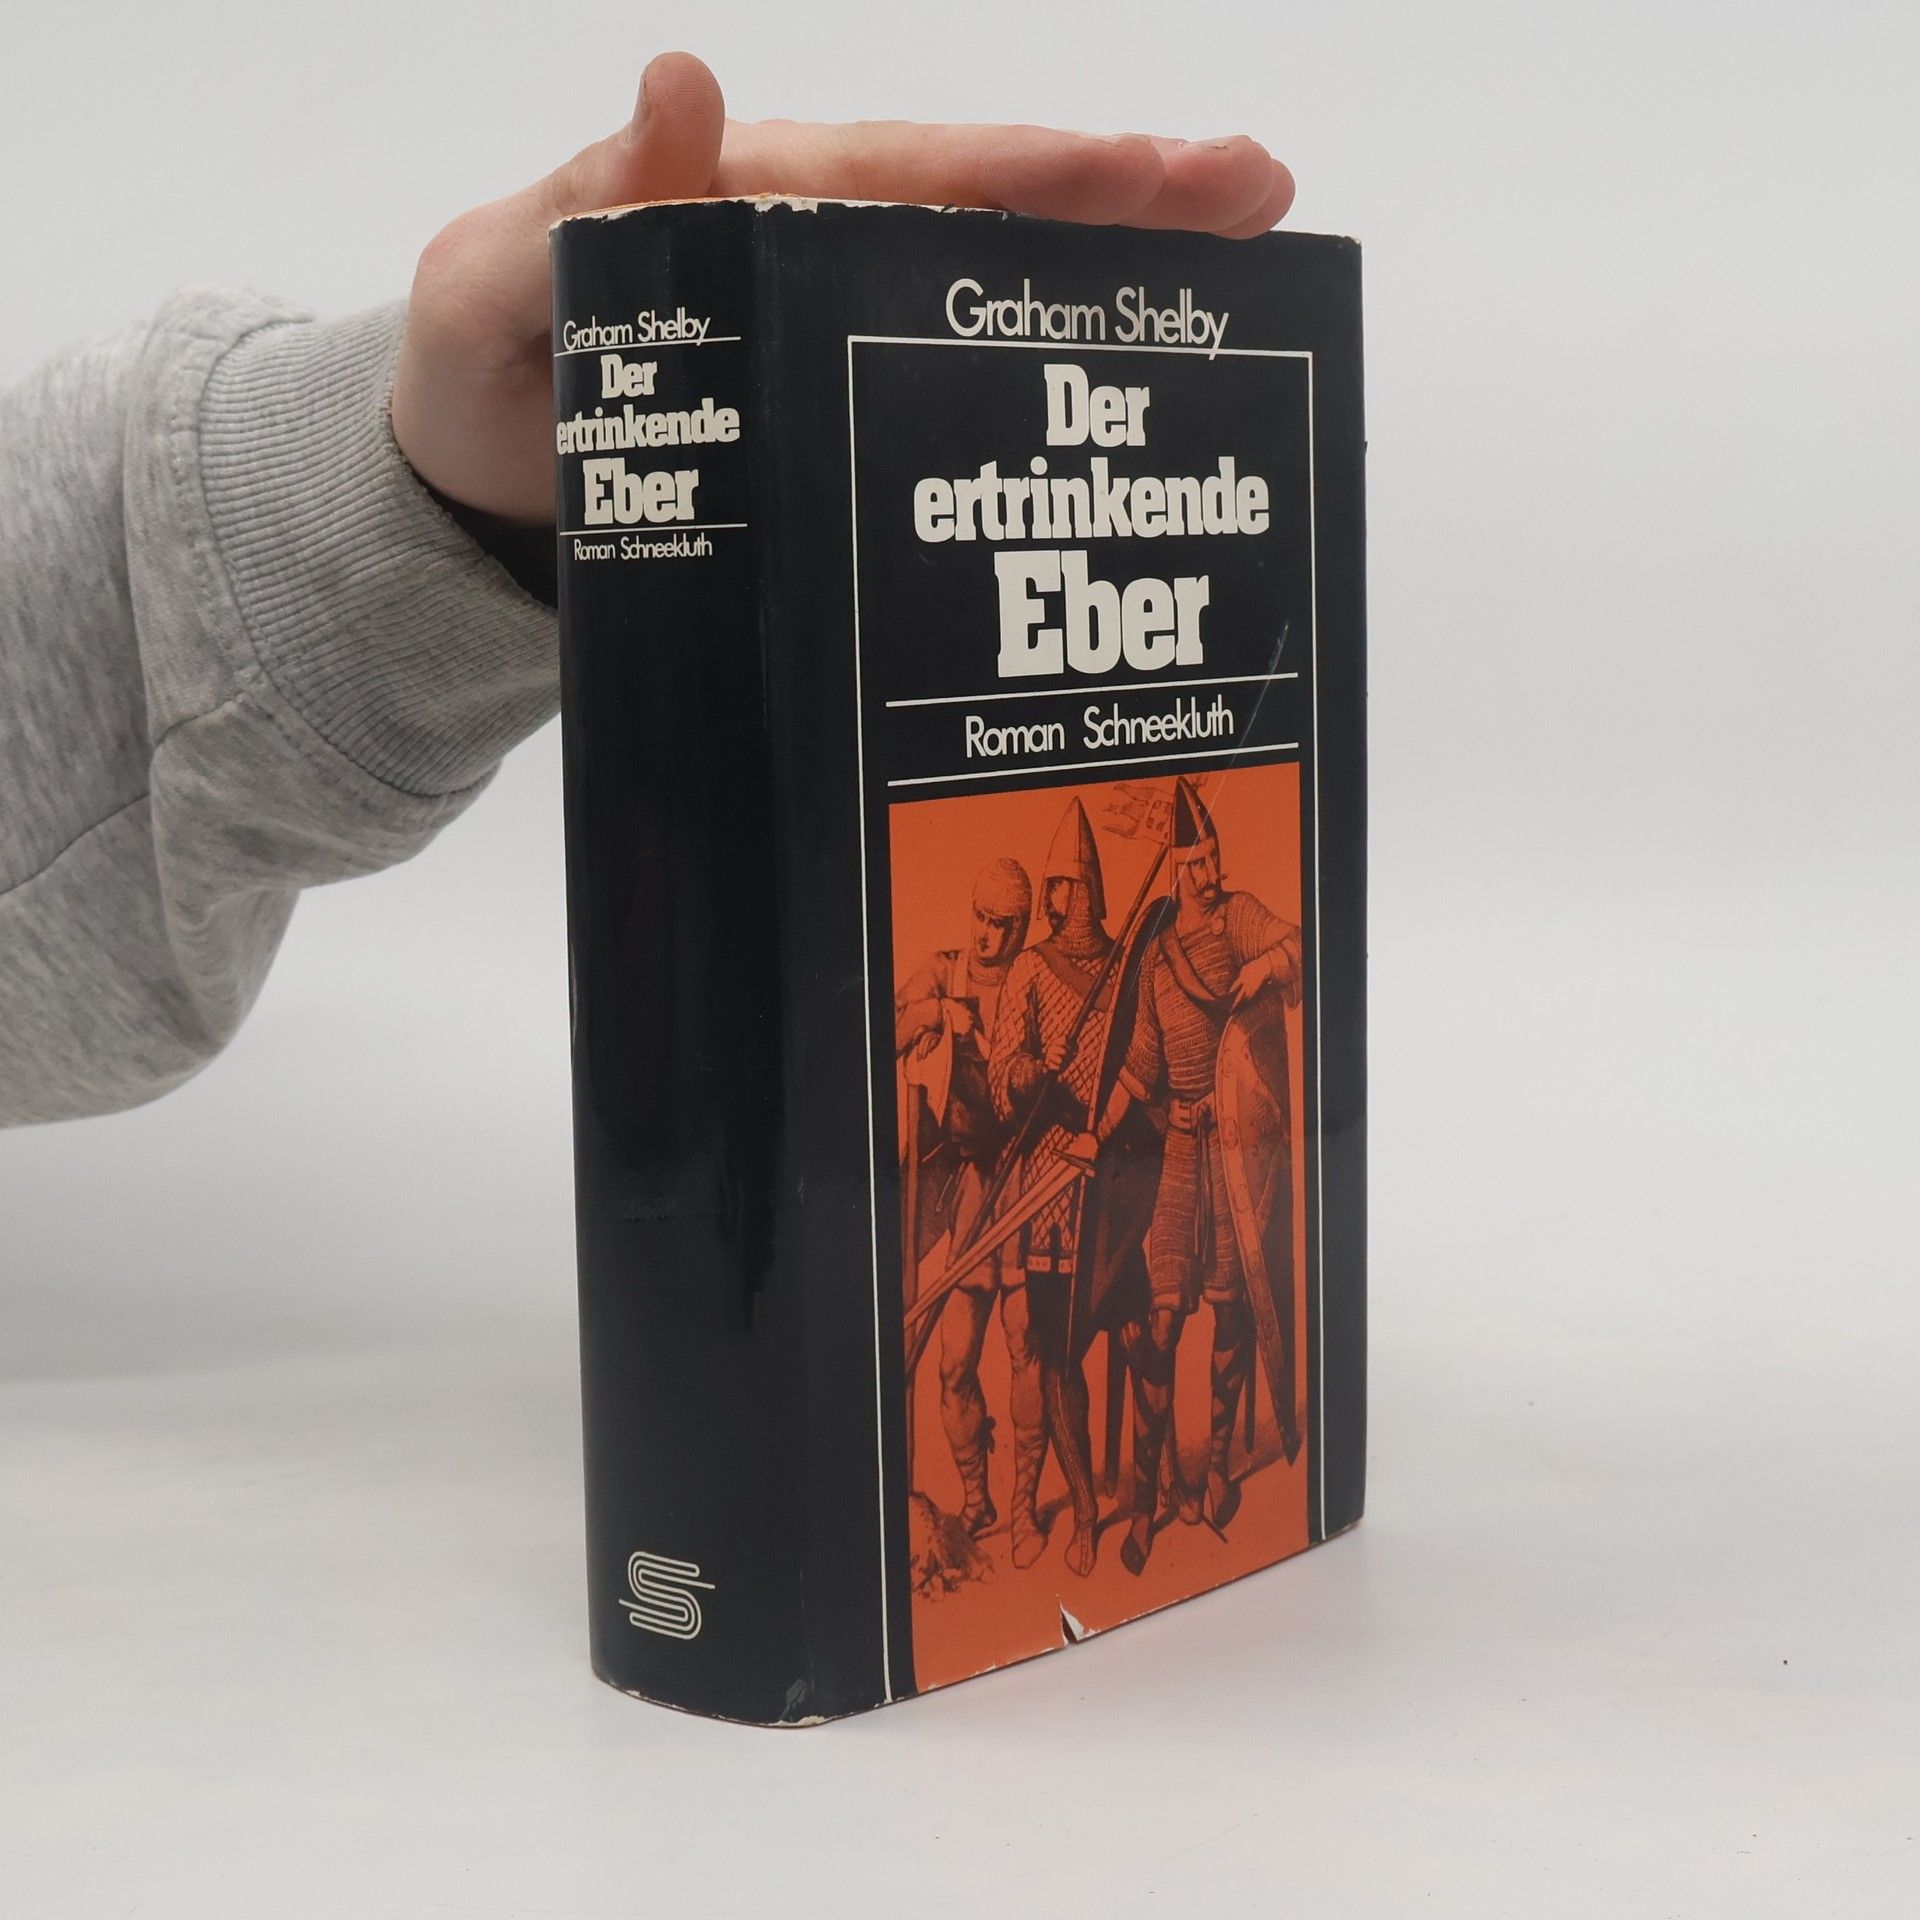 Graham Shelby
Der
ertrinkende
Eber
Roman Schneekluth
Graham Shelby
Der
ertrinkende
Eber
Roman Schneekluth